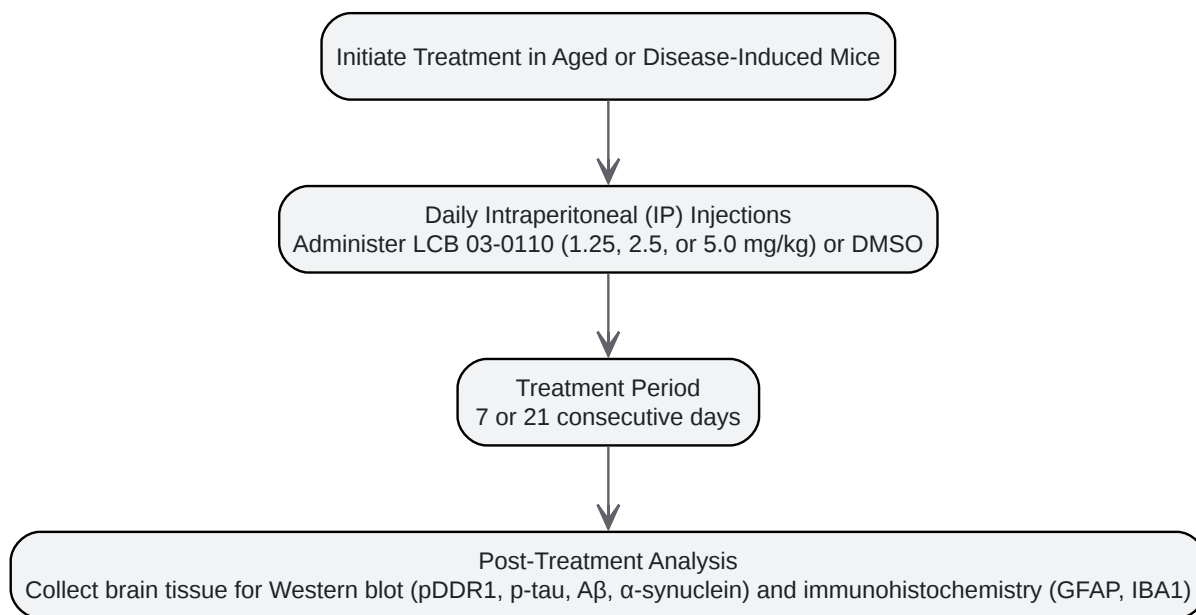 Initiate Treatment in Aged or Disease-Induced Mice
Daily Intraperitoneal (IP) Injections
Administer LCB 03-0110 (1.25, 2.5, or 5.0 mg/kg) or DMSO
Treatment Period
7 or 21 consecutive days
Post-Treatment Analysis
Collect brain tissue for Western blot (pDDR1, p-tau, Aβ, α-synuclein) and immunohistochemistry (GFAP, IBA1)